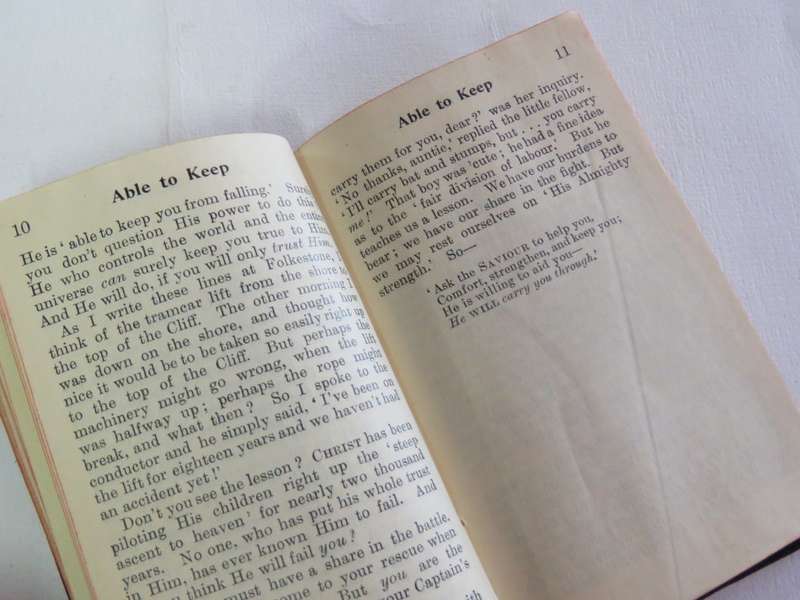 10
Able to Keep
He is ' able to keep you from falling.' Surely
you don't question His power to do this
He who controls the world and the entire
universe can surely keep you true to Him.
And He will do, if you will only trust Him.
As I write these lines at Folkestone, I
think of the tramcar lift from the shore to
the top of the Cliff. The other morning I
was down on the shore, and thought how
nice it would be to be taken so easily right up
to the top of the Cliff. But perhaps the
machinery might go wrong, when the lift
was halfway up; perhaps the rope might
break, and what then? So I spoke to the
conductor and he simply said, ' I've been on
the lift for eighteen years and we haven't had
an accident yet!'
Don't you see the lesson? CHRIST has been
piloting His children right up the 'steep
ascent to heaven' for nearly two thousand
years. No one, who has put his whole trust
in Him, has ever known Him to fail. And
think He will fail you?
must have a share in the battle.
come to your rescue when
But you are the
your Captain's
with
Able to Keep
11
carry them for you, dear?' was her inquiry.
' No thanks, auntie,' replied the little fellow,
' I'll carry bat and stumps, but . . . you carry
me!' That boy was 'cute; he had a fine idea
as to the ' fair division of labour.' But he
teaches us a lesson. We have our burdens to
bear; we have our share in the fight. But
we may rest ourselves on ' His Almighty
strength.' So—
' Ask the SAVIOUR to help you,
Comfort, strengthen, and keep you;
He is willing to aid you—
He WILL carry you through.'